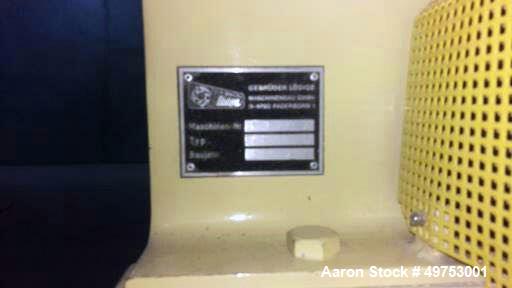 GEBRÜDER LÖDIGE
MASCHINENBAU GMBH
D-4790 PADERBORN 1
Maschinen-Nr.
Typ
Baujahr
Aaron Stock # 49753001